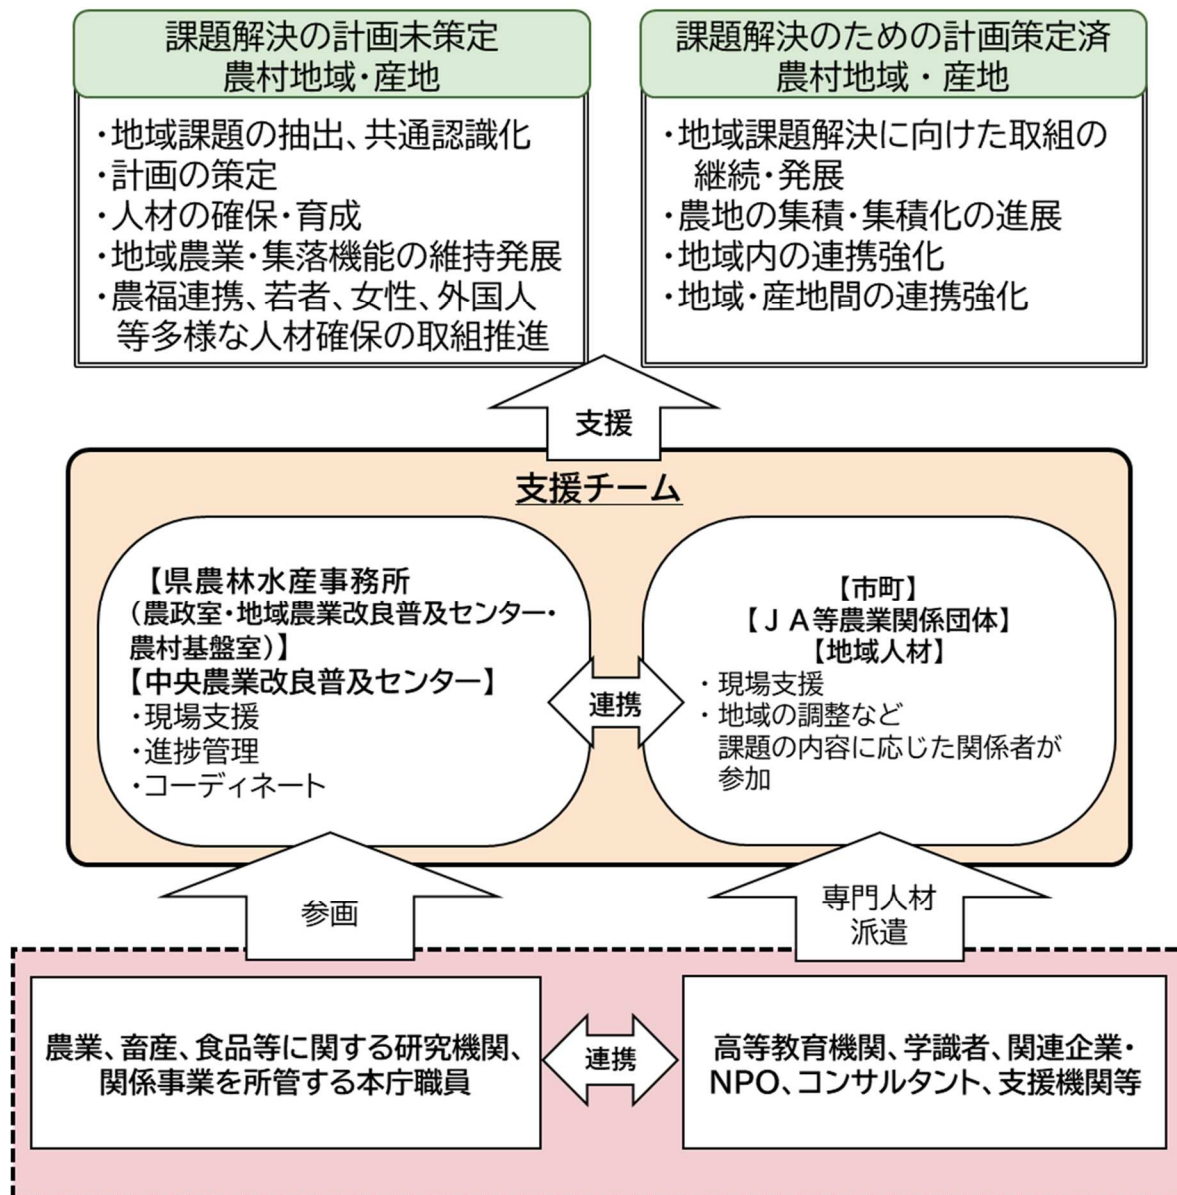 課題解決の計画未策定
農村地域・産地
・地域課題の抽出、共通認識化
・計画の策定
・人材の確保・育成
・地域農業・集落機能の維持発展
・農福連携、若者、女性、外国人
等多様な人材確保の取組推進
課題解決のための計画策定済
農村地域・産地
・地域課題解決に向けた取組の
継続・発展
・農地の集積・集積化の進展
・地域内の連携強化
・地域・産地間の連携強化
支援
支援チーム
【県農林水産事務所
(農政室・地域農業改良普及センター・
農村基盤室)】
【中央農業改良普及センター】
・現場支援
・進捗管理
・コーディネート
連携
【市町】
【ＪＡ等農業関係団体】
【地域人材】
・現場支援
・地域の調整など
課題の内容に応じた関係者が
参加
参画
専門人材
派遣
農業、畜産、食品等に関する研究機関、
関係事業を所管する本庁職員
連携
高等教育機関、学識者、関連企業・
NPO、コンサルタント、支援機関等